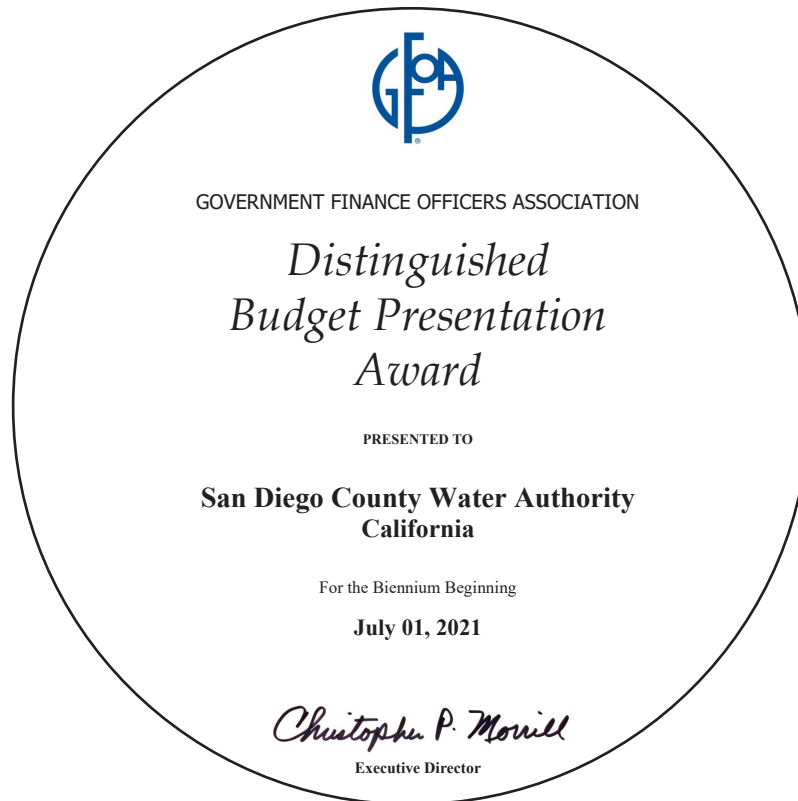 GFOA
®
GOVERNMENT FINANCE OFFICERS ASSOCIATION
Distinguished
Budget Presentation
Award
PRESENTED TO
San Diego County Water Authority
California
For the Biennium Beginning
July 01, 2021
Christopher P. Morrill
Executive Director